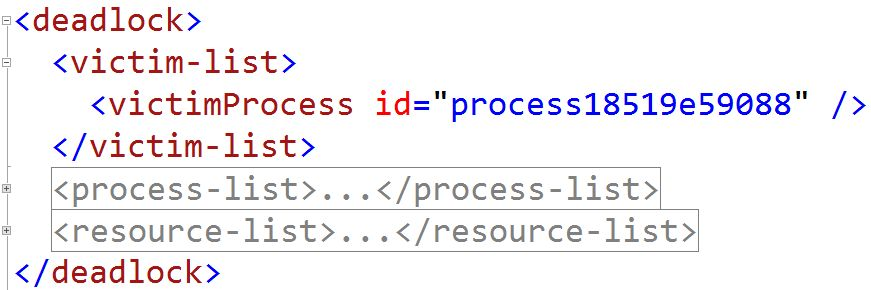 <deadlock>
<victim-list>
<victimProcess id="process18519e59088" />
</victim-list>
<process-list>...</process-list>
<resource-list>...</resource-list>
</deadlock>